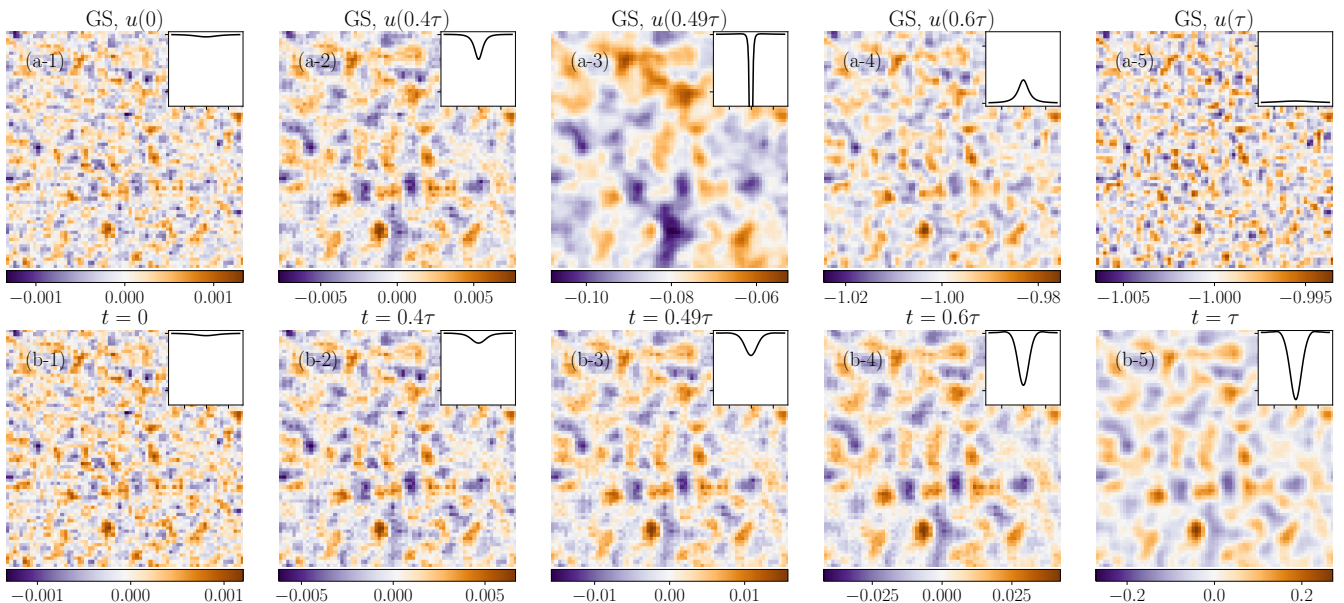 GS, u(0) GS, u(0.4τ) GS, u(0.49τ) GS, u(0.6τ) GS, u(τ)
(a-1) (a-2) (a-3) (a-4) (a-5)
−0.001 0.000 0.001 −0.005 0.000 0.005 −0.10 −0.08 −0.06 −1.02 −1.00 −0.98 −1.005 −1.000 −0.995
t = 0 t = 0.4τ t = 0.49τ t = 0.6τ t = τ
(b-1) (b-2) (b-3) (b-4) (b-5)
−0.001 0.000 0.001 −0.005 0.000 0.005 −0.01 0.00 0.01 −0.025 0.000 0.025 −0.2 0.0 0.2